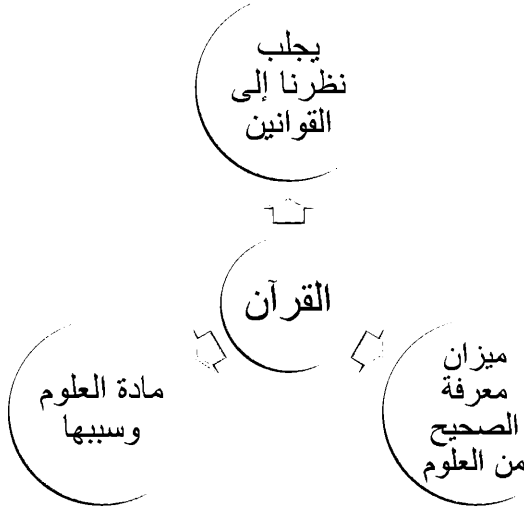 يجلب
نظرنا إلى
القوانين
القرآن
ميزان
معرفة
الصحيح
من العلوم
مادة العلوم
وسببها